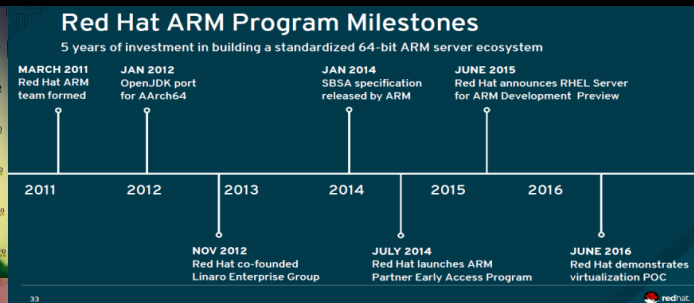 Red Hat ARM Program Milestones
5 years of investment in building a standardized 64-bit ARM server ecosystem
MARCH 2011
Red Hat ARM
team formed
JAN 2012
OpenJDK port
for AArch64
JAN 2014
SBSA specification
released by ARM
JUNE 2015
Red Hat announces RHEL Server
for ARM Development Preview
2011
2012
2013
2014
2015
2016
NOV 2012
Red Hat co-founded
Linaro Enterprise Group
JULY 2014
Red Hat launches ARM
Partner Early Access Program
JUNE 2016
Red Hat demonstrates
virtualization POC
33
redhat.